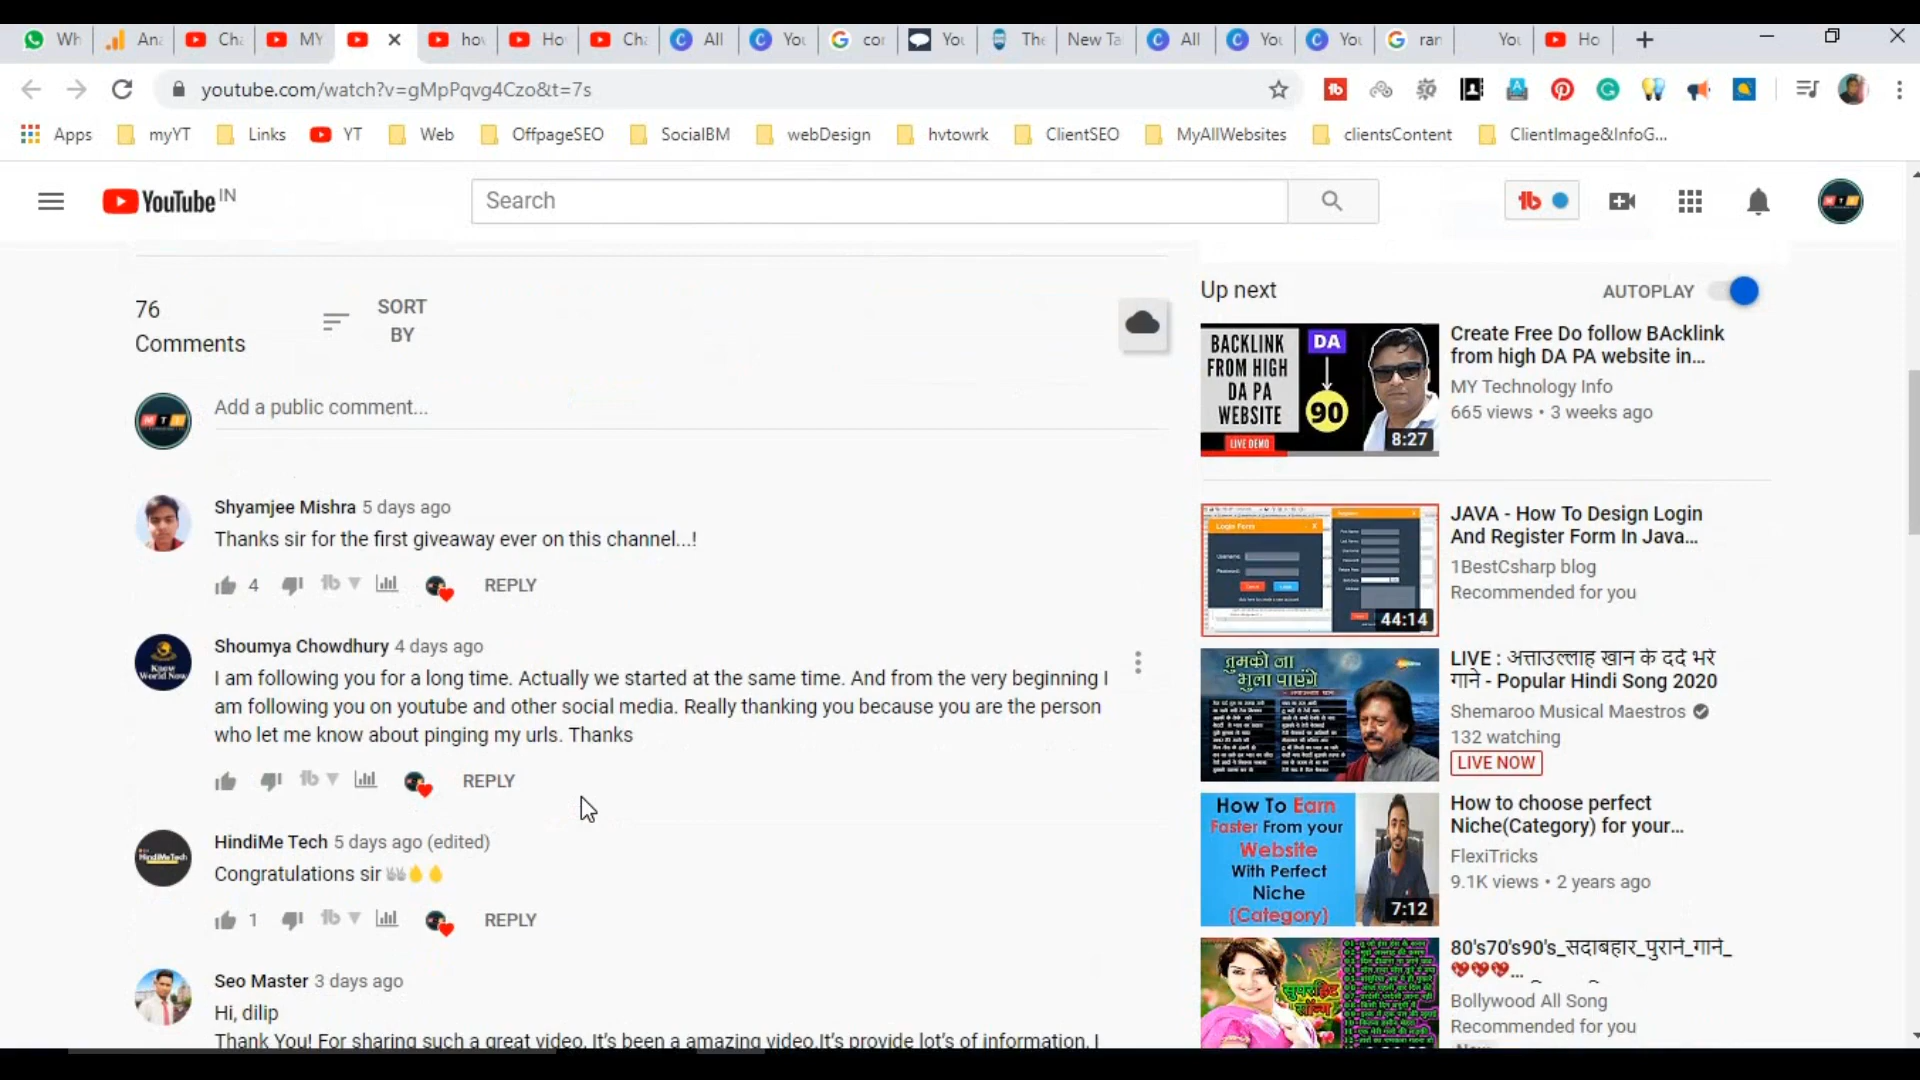 Wh
An
Ch
MY
hov
Ho
Ch
All
You
cor
You
The
New Ta
All
You
You
ran
You
Ho
youtube.com/watch?v=gMpPqvg4Czo&t=7s
Apps
myYT
Links
YT
Web
OffpageSEO
SocialBM
webDesign
hvtowrk
ClientSEO
MyAllWebsites
clientsContent
ClientImage&InfoG...
YouTube IN
Search
76
Comments
SORT
BY
Add a public comment...
Shyamjee Mishra 5 days ago
Thanks sir for the first giveaway ever on this channel...!
4
REPLY
Shoumya Chowdhury 4 days ago
I am following you for a long time. Actually we started at the same time. And from the very beginning I
am following you on youtube and other social media. Really thanking you because you are the person
who let me know about pinging my urls. Thanks
REPLY
HindiMe Tech 5 days ago (edited)
Congratulations sir
1
REPLY
Seo Master 3 days ago
Hi, dilip
Thank You! For sharing such a great video. It's been a amazing video.It's provide lot's of information. I
Up next
AUTOPLAY
BACKLINK
FROM HIGH
DA PA
WEBSITE
LIVE DEMO
DA
90
8:27
Create Free Do follow BAcklink
from high DA PA website in...
MY Technology Info
665 views • 3 weeks ago
Login Form
44:14
JAVA - How To Design Login
And Register Form In Java...
1BestCsharp blog
Recommended for you
तुमको ना
भुला पाएंगे
LIVE : अत्ताउल्लाह खान के दर्द भरे
गाने - Popular Hindi Song 2020
Shemaroo Musical Maestros
132 watching
LIVE NOW
How To Earn
Faster From your
Website
With Perfect
Niche
(Category)
7:12
How to choose perfect
Niche(Category) for your...
FlexiTricks
9.1K views • 2 years ago
सुपरहिट
सॉन्ग
80's70's90's_सदाबहार_पुराने_गाने_
...
Bollywood All Song
Recommended for you